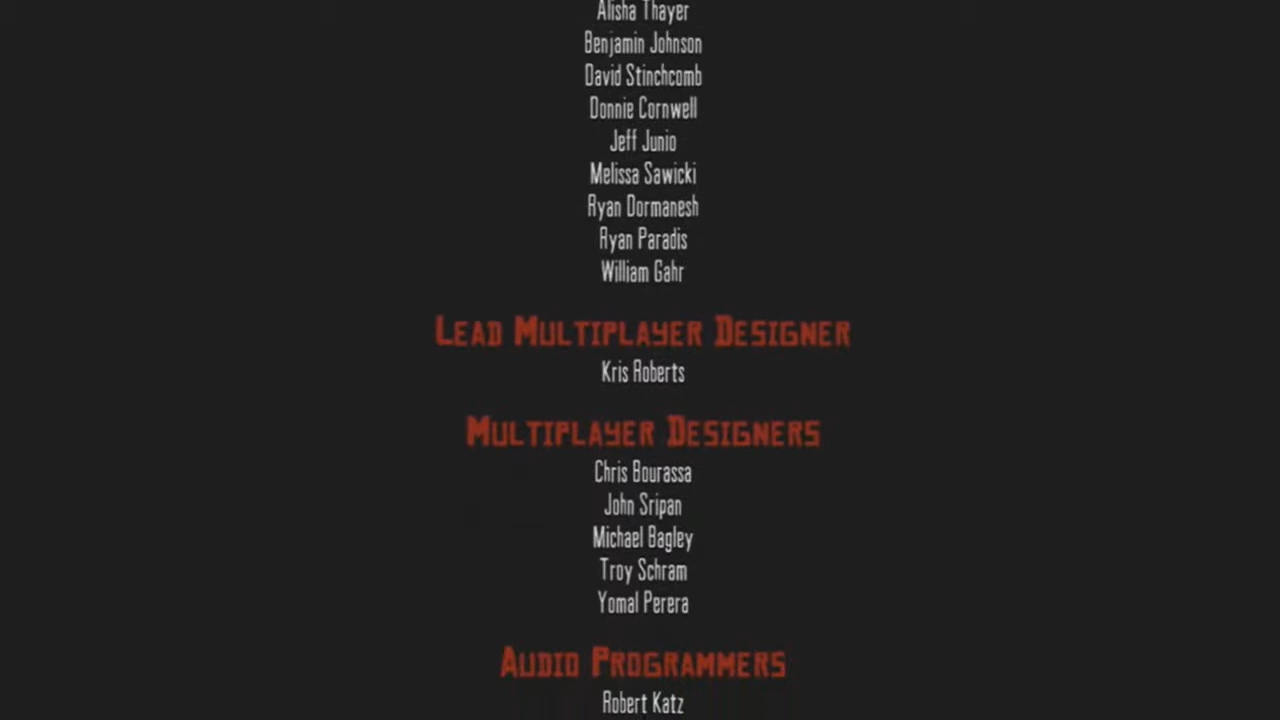 Alisha Thayer
Benjamin Johnson
David Stinchcomb
Donnie Cornwell
Jeff Junio
Melissa Sawicki
Ryan Dormanesh
Ryan Paradis
William Gahr
Lead Multiplayer Designer
Kris Roberts
Multiplayer Designers
Chris Bourassa
John Sripan
Michael Bagley
Troy Schram
Yomal Perera
Audio Programmers
Robert Katz